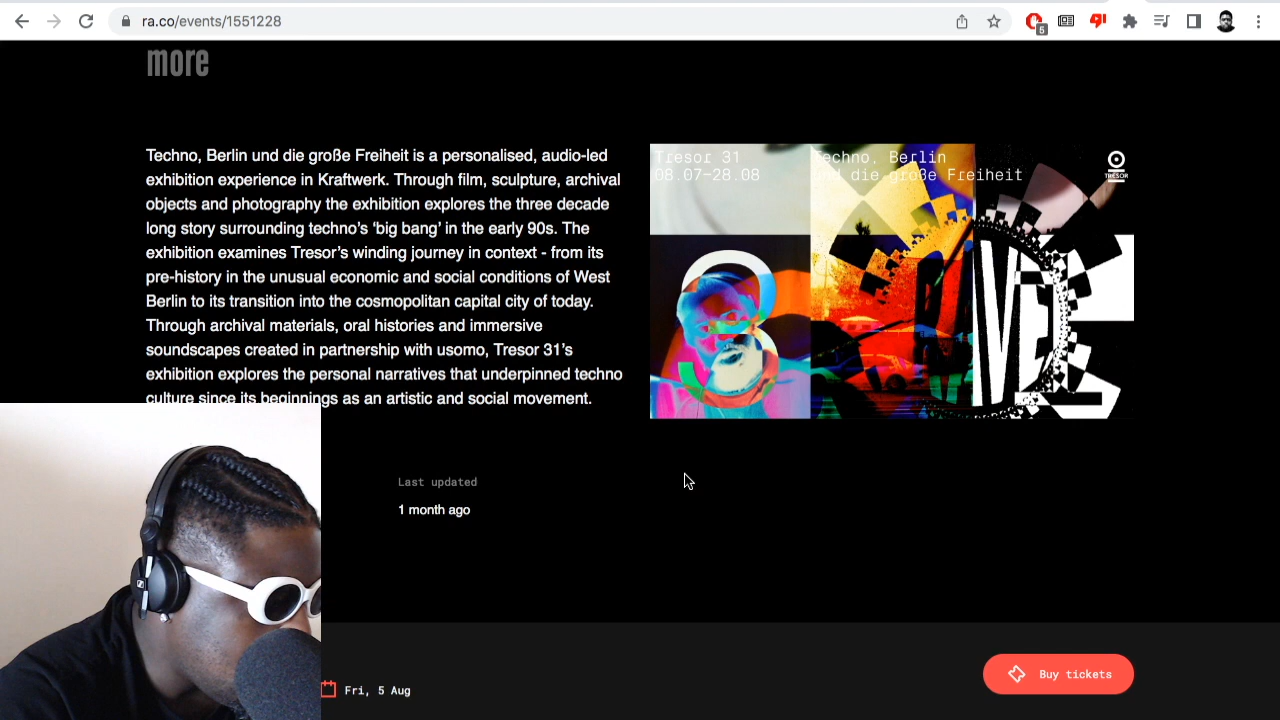 ra.co/events/1551228
5
more
Techno, Berlin und die große Freiheit is a personalised, audio-led
exhibition experience in Kraftwerk. Through film, sculpture, archival
objects and photography the exhibition explores the three decade
long story surrounding techno’s ‘big bang’ in the early 90s. The
exhibition examines Tresor’s winding journey in context - from its
pre-history in the unusual economic and social conditions of West
Berlin to its transition into the cosmopolitan capital city of today.
Through archival materials, oral histories and immersive
soundscapes created in partnership with usomo, Tresor 31’s
exhibition explores the personal narratives that underpinned techno
culture since its beginnings as an artistic and social movement.
Tresor 31
08.07–28.08
Techno, Berlin
und die große Freiheit
TRESOR
Last updated
1 month ago
Fri, 5 Aug
Buy tickets